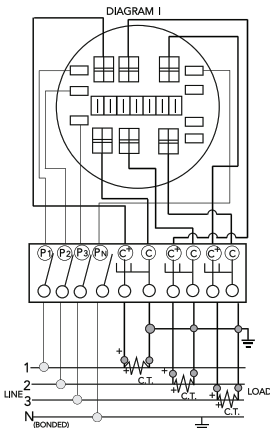 DIAGRAM I
P1 P2 P3 PN C+ C C+ C C+ C
1
+
C.T.
LINE 2
+
C.T.
LOAD
3
+
C.T.
N
(BONDED)